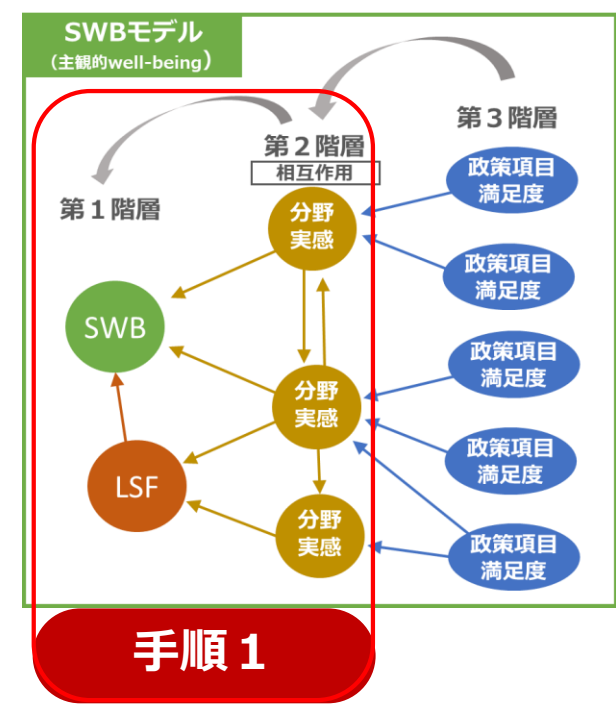 SWBモデル
（主観的well-being）
第３階層
第２階層
相互作用
第１階層
政策項目
満足度
分野
実感
政策項目
満足度
SWB
政策項目
満足度
分野
実感
政策項目
満足度
LSF
分野
実感
政策項目
満足度
手順１